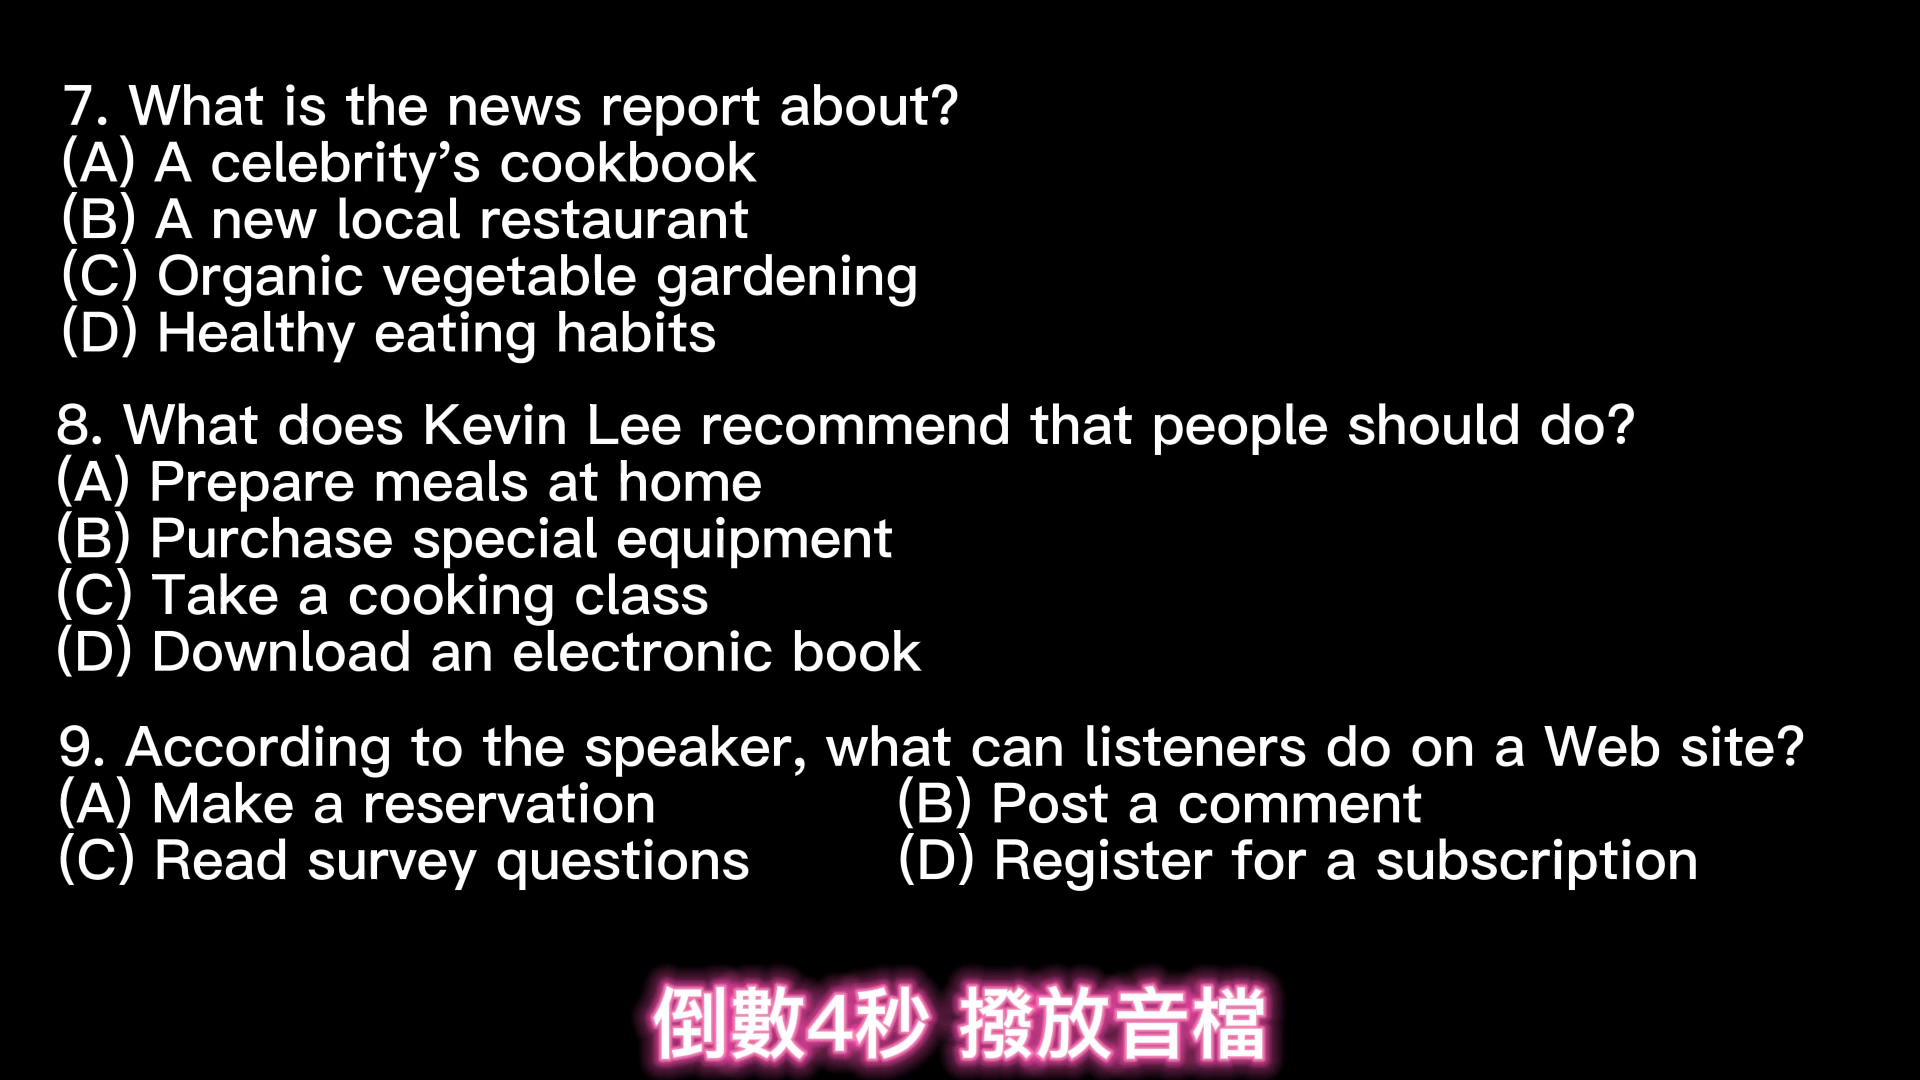 7. What is the news report about?
(A) A celebrity’s cookbook
(B) A new local restaurant
(C) Organic vegetable gardening
(D) Healthy eating habits
8. What does Kevin Lee recommend that people should do?
(A) Prepare meals at home
(B) Purchase special equipment
(C) Take a cooking class
(D) Download an electronic book
9. According to the speaker, what can listeners do on a Web site?
(A) Make a reservation (B) Post a comment
(C) Read survey questions (D) Register for a subscription
倒數4秒 撥放音檔